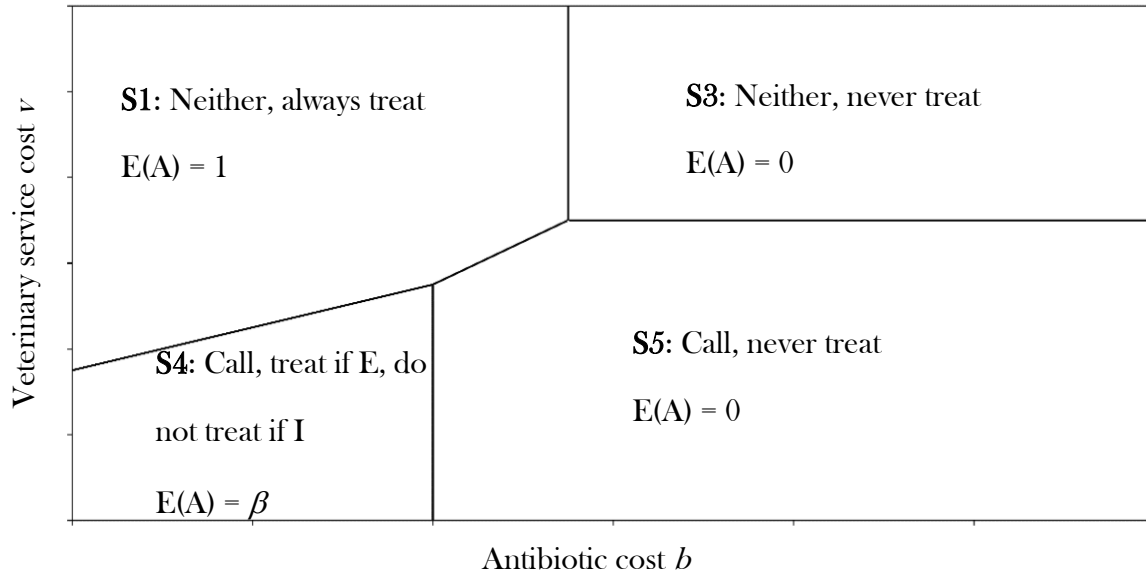 Veterinary service cost v
S1: Neither, always treat
E(A) = 1
S3: Neither, never treat
E(A) = 0
S4: Call, treat if E, do
not treat if I
E(A) = β
S5: Call, never treat
E(A) = 0
Antibiotic cost b